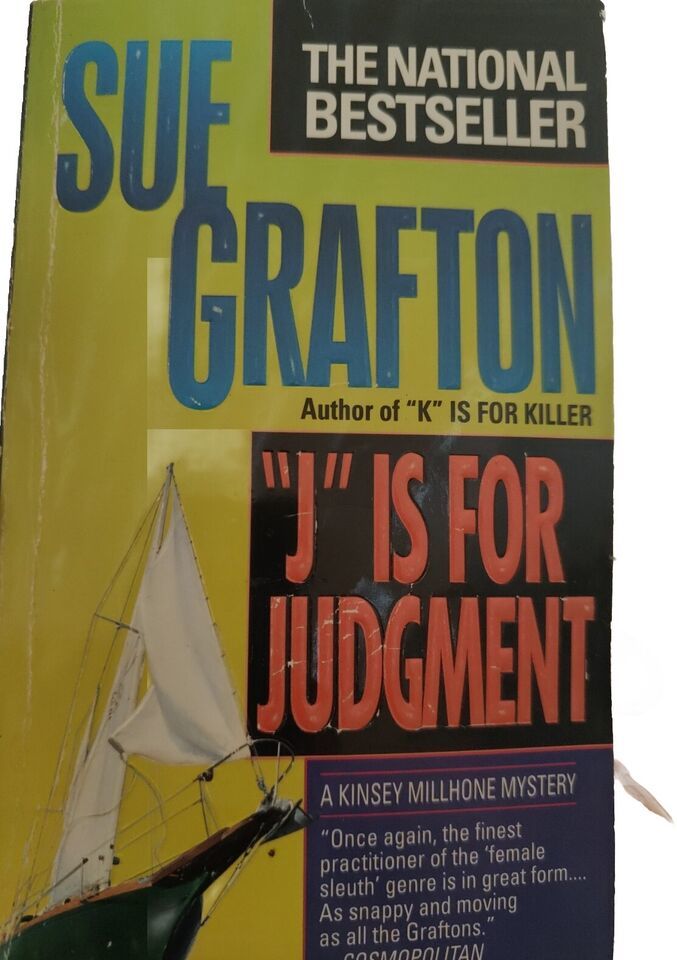 SUE
GRAFTON
THE NATIONAL
BESTSELLER
Author of "K" IS FOR KILLER
"J" IS FOR
JUDGMENT
A KINSEY MILLHONE MYSTERY
"Once again, the finest
practitioner of the 'female
sleuth' genre is in great form....
As snappy and moving
as all the Graftons."
COSMOPOLITAN